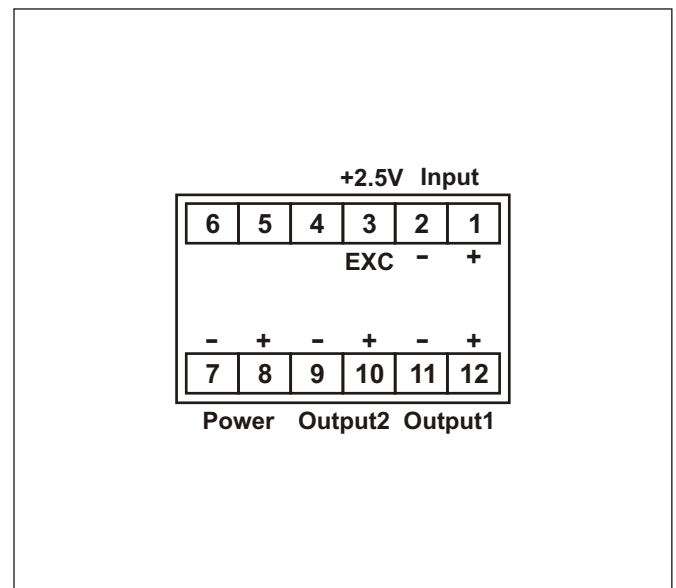 +2.5V Input
6 5 4 3 2 1
EXC - +
- + - + - +
7 8 9 10 11 12
Power Output2 Output1